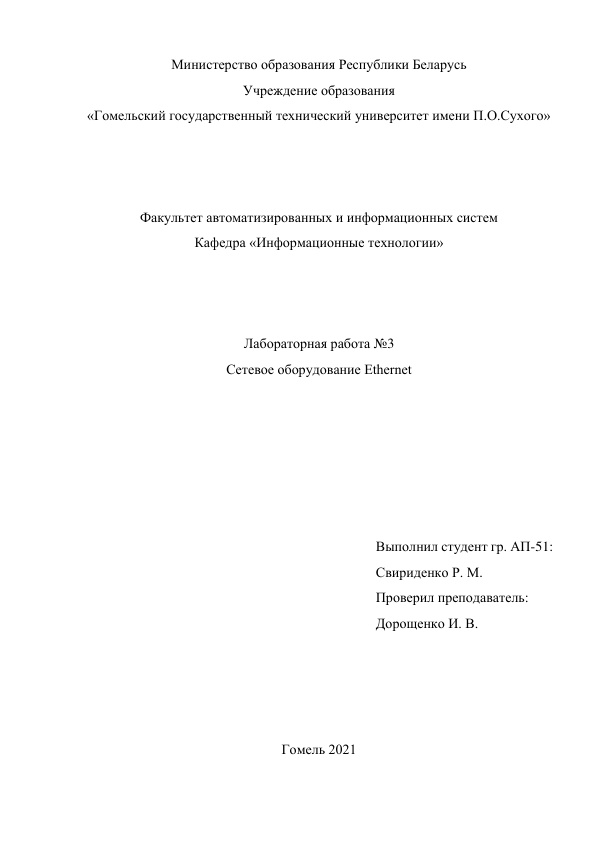 Министерство образования Республики Беларусь
Учреждение образования
«Гомельский государственный технический университет имени П.О.Сухого»
Факультет автоматизированных и информационных систем
Кафедра «Информационные технологии»
Лабораторная работа №3
Сетевое оборудование Ethernet
Выполнил студент гр. АП-51:
Свириденко Р. М.
Проверил преподаватель:
Дорощенко И. В.
Гомель 2021